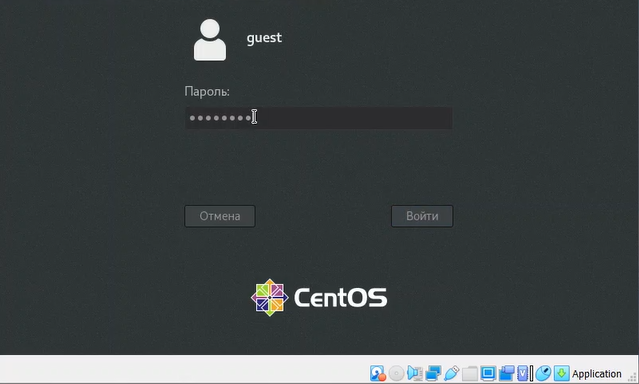 guest
Пароль:
Отмена
Войти
CentOS
Application